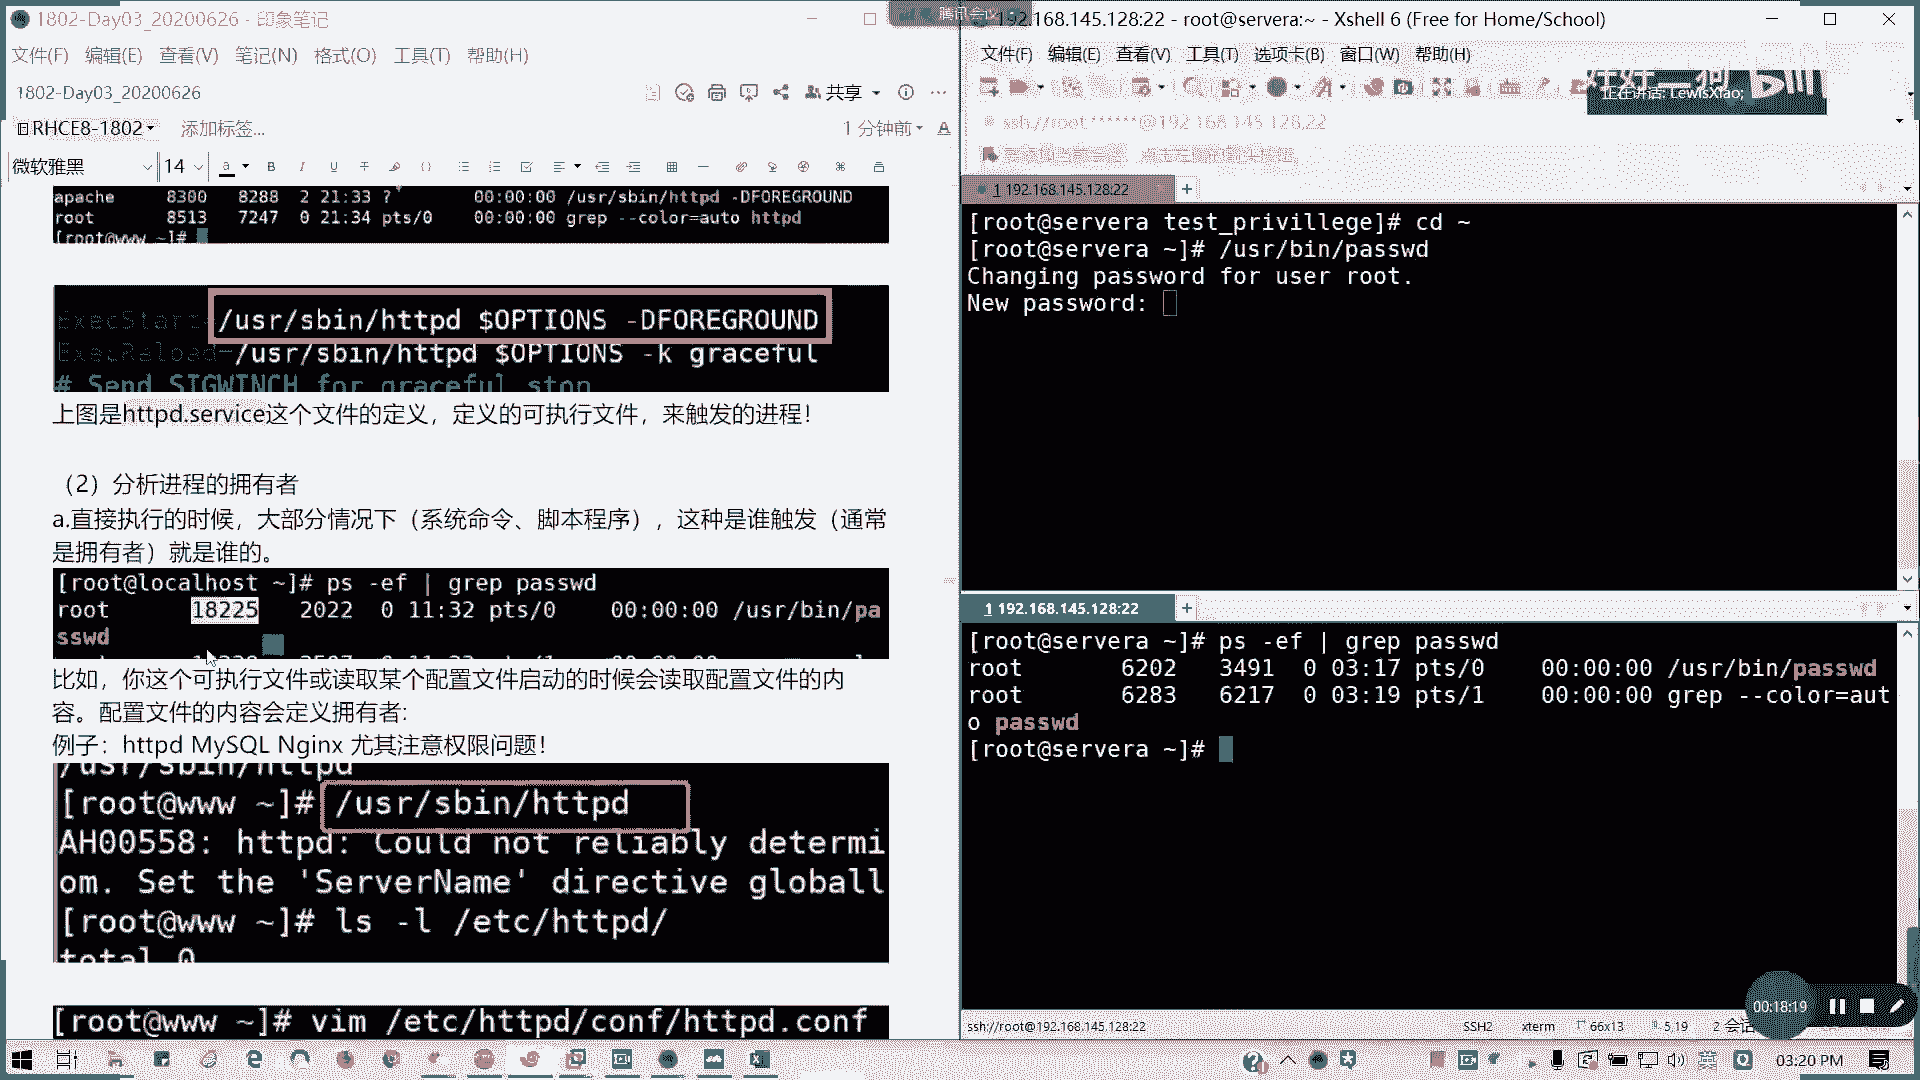 1802-Day03_20200626 - 印象笔记
文件(F) 编辑(E) 查看(V) 笔记(N) 格式(O) 工具(T) 帮助(H)
1802-Day03_20200626
共享
RHCE8-1802
添加标签...
1 分钟前
微软雅黑
14
apache 8300 8288 2 21:33 ? 00:00:00 /usr/sbin/httpd -DFOREGROUND
root 8513 7247 0 21:34 pts/0 00:00:00 grep --color=auto httpd
[root@www ~]#
ExecStart=/usr/sbin/httpd $OPTIONS -DFOREGROUND
ExecReload=/usr/sbin/httpd $OPTIONS -k graceful
# Send SIGWINCH for graceful stop
上图是httpd.service这个文件的定义，定义的可执行文件，来触发的进程！
（2）分析进程的拥有者
a.直接执行的时候，大部分情况下（系统命令、脚本程序），这种是谁触发（通常
是拥有者）就是谁的。
[root@localhost ~]# ps -ef | grep passwd
root 18225 2022 0 11:32 pts/0 00:00:00 /usr/bin/pa
sswd
比如，你这个可执行文件或读取某个配置文件启动的时候会读取配置文件的内
容。配置文件的内容会定义拥有者:
例子：httpd MySQL Nginx 尤其注意权限问题！
/usr/sbin/httpd
[root@www ~]# /usr/sbin/httpd
AH00558: httpd: Could not reliably determi
om. Set the 'ServerName' directive globall
[root@www ~]# ls -l /etc/httpd/
total 0
[root@www ~]# vim /etc/httpd/conf/httpd.conf
腾讯会议
192.168.145.128:22 - root@servera:~ - Xshell 6 (Free for Home/School)
文件(F) 编辑(E) 查看(V) 工具(T) 选项卡(B) 窗口(W) 帮助(H)
正在讲话: LewisXiao;
ssh://root:******@192.168.145.128:22
1 192.168.145.128:22
[root@servera test_privillege]# cd ~
[root@servera ~]# /usr/bin/passwd
Changing password for user root.
New password:
1 192.168.145.128:22
[root@servera ~]# ps -ef | grep passwd
root 6202 3491 0 03:17 pts/0 00:00:00 /usr/bin/passwd
root 6283 6217 0 03:19 pts/1 00:00:00 grep --color=aut
o passwd
[root@servera ~]#
00:18:19
ssh://root@192.168.145.128:22
SSH2
xterm
66x13
5,19
2 会话
英
03:20 PM